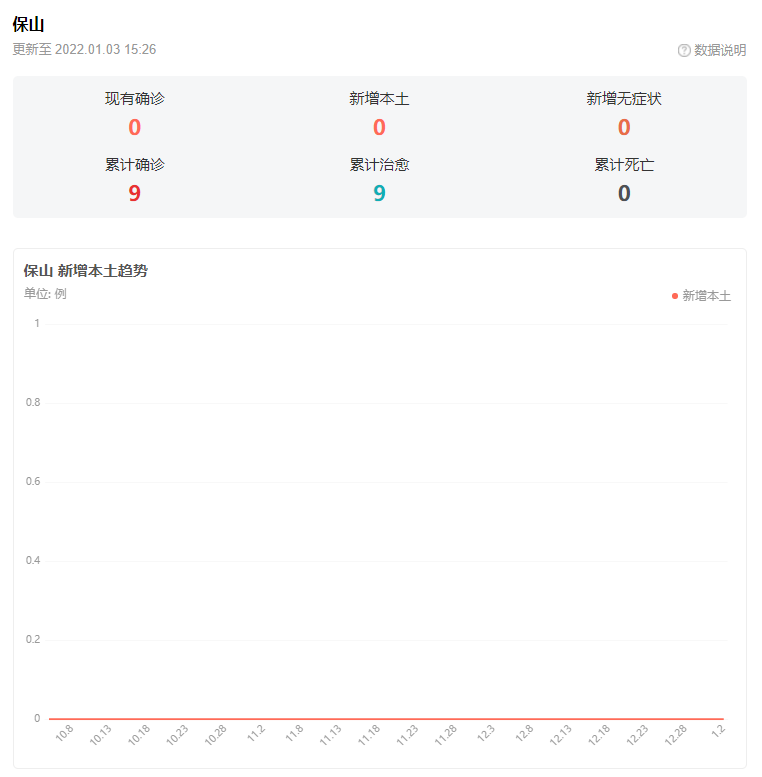 保山
更新至 2022.01.03 15:26
? 数据说明
现有确诊 新增本土 新增无症状
0 0 0
累计确诊 累计治愈 累计死亡
9 9 0
保山 新增本土趋势
单位: 例
新增本土
1
0.8
0.6
0.4
0.2
0
10.8 10.13 10.18 10.23 10.28 11.2 11.8 11.13 11.18 11.23 11.28 12.3 12.8 12.13 12.18 12.23 12.28 1.2